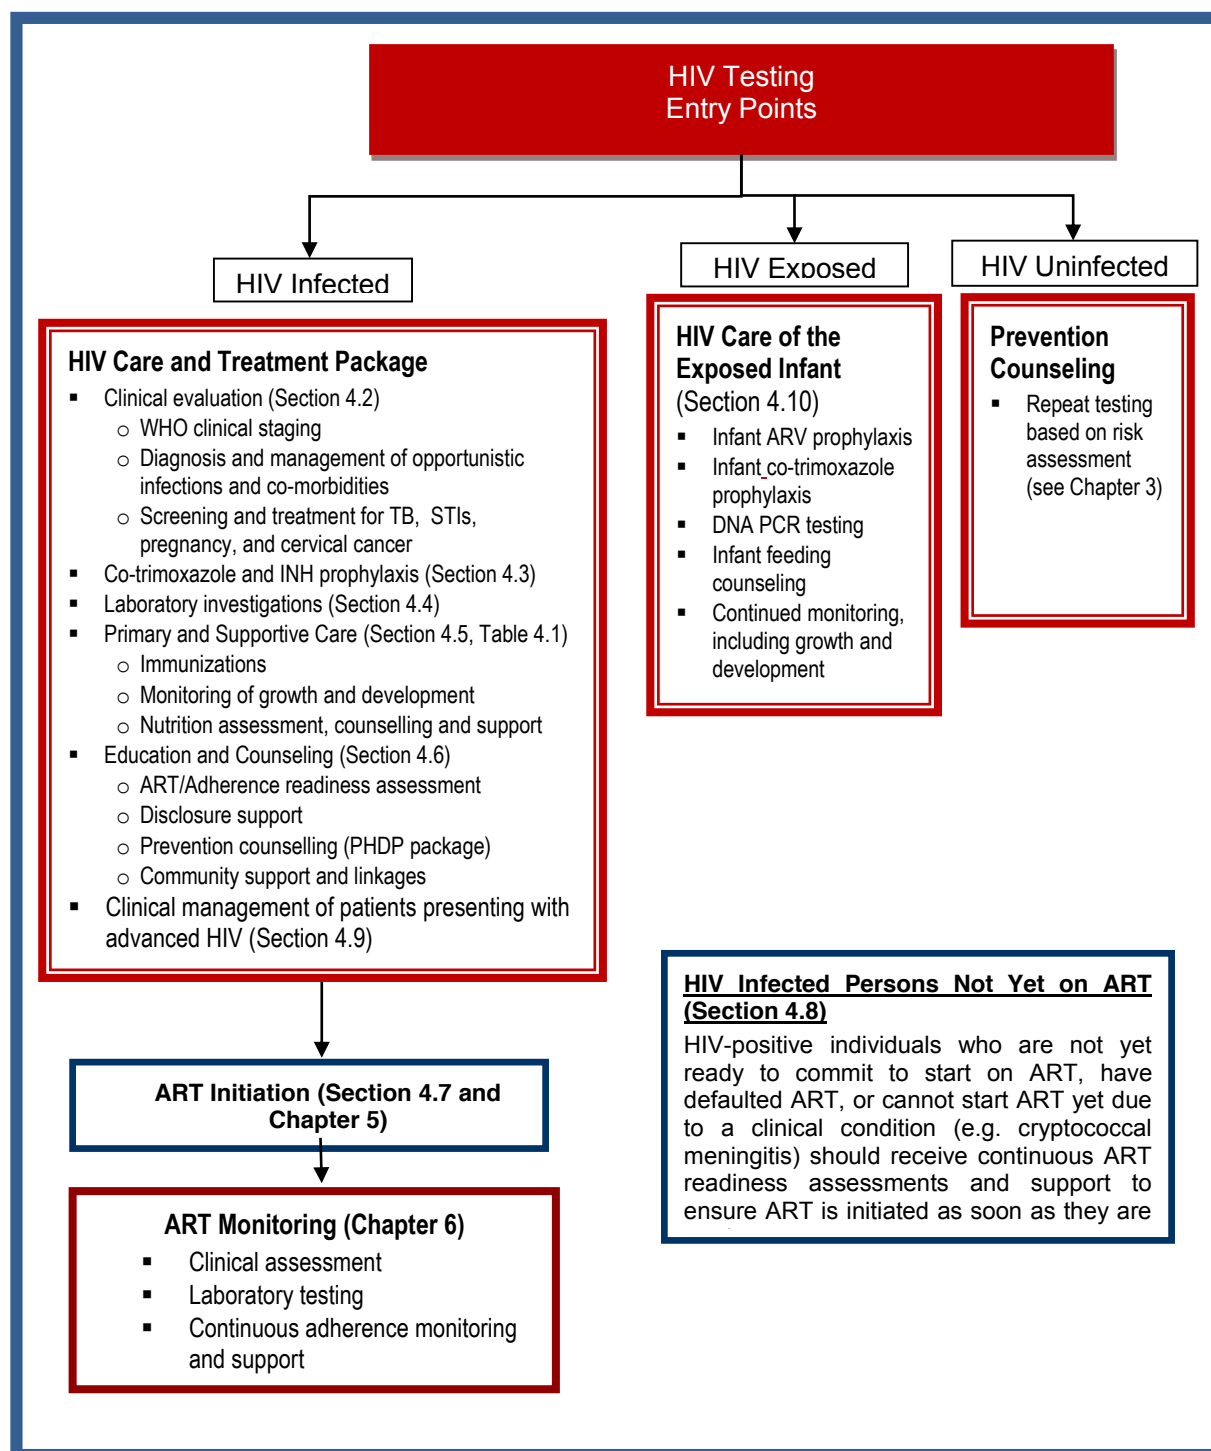 HIV Testing
Entry Points
HIV Infected
HIV Exposed
HIV Uninfected
HIV Care and Treatment Package
▪ Clinical evaluation (Section 4.2)
o WHO clinical staging
o Diagnosis and management of opportunistic
infections and co-morbidities
o Screening and treatment for TB, STIs,
pregnancy, and cervical cancer
▪ Co-trimoxazole and INH prophylaxis (Section 4.3)
▪ Laboratory investigations (Section 4.4)
▪ Primary and Supportive Care (Section 4.5, Table 4.1)
o Immunizations
o Monitoring of growth and development
o Nutrition assessment, counselling and support
▪ Education and Counseling (Section 4.6)
o ART/Adherence readiness assessment
o Disclosure support
o Prevention counselling (PHDP package)
o Community support and linkages
▪ Clinical management of patients presenting with
advanced HIV (Section 4.9)
HIV Care of the
Exposed Infant
(Section 4.10)
▪ Infant ARV prophylaxis
▪ Infant co-trimoxazole
prophylaxis
▪ DNA PCR testing
▪ Infant feeding
counseling
▪ Continued monitoring,
including growth and
development
Prevention
Counseling
▪ Repeat testing
based on risk
assessment
(see Chapter 3)
ART Initiation (Section 4.7 and
Chapter 5)
ART Monitoring (Chapter 6)
▪ Clinical assessment
▪ Laboratory testing
▪ Continuous adherence monitoring
and support
HIV Infected Persons Not Yet on ART
(Section 4.8)
HIV-positive individuals who are not yet
ready to commit to start on ART, have
defaulted ART, or cannot start ART yet due
to a clinical condition (e.g. cryptococcal
meningitis) should receive continuous ART
readiness assessments and support to
ensure ART is initiated as soon as they are